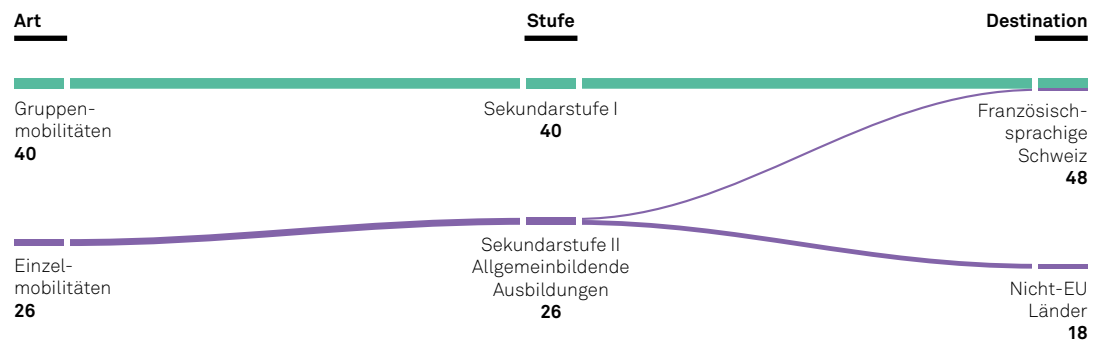 Art
Stufe
Destination
Gruppen-
mobilitäten
40
Sekundarstufe I
40
Französisch-
sprachige
Schweiz
48
Einzel-
mobilitäten
26
Sekundarstufe II
Allgemeinbildende
Ausbildungen
26
Nicht-EU
Länder
18